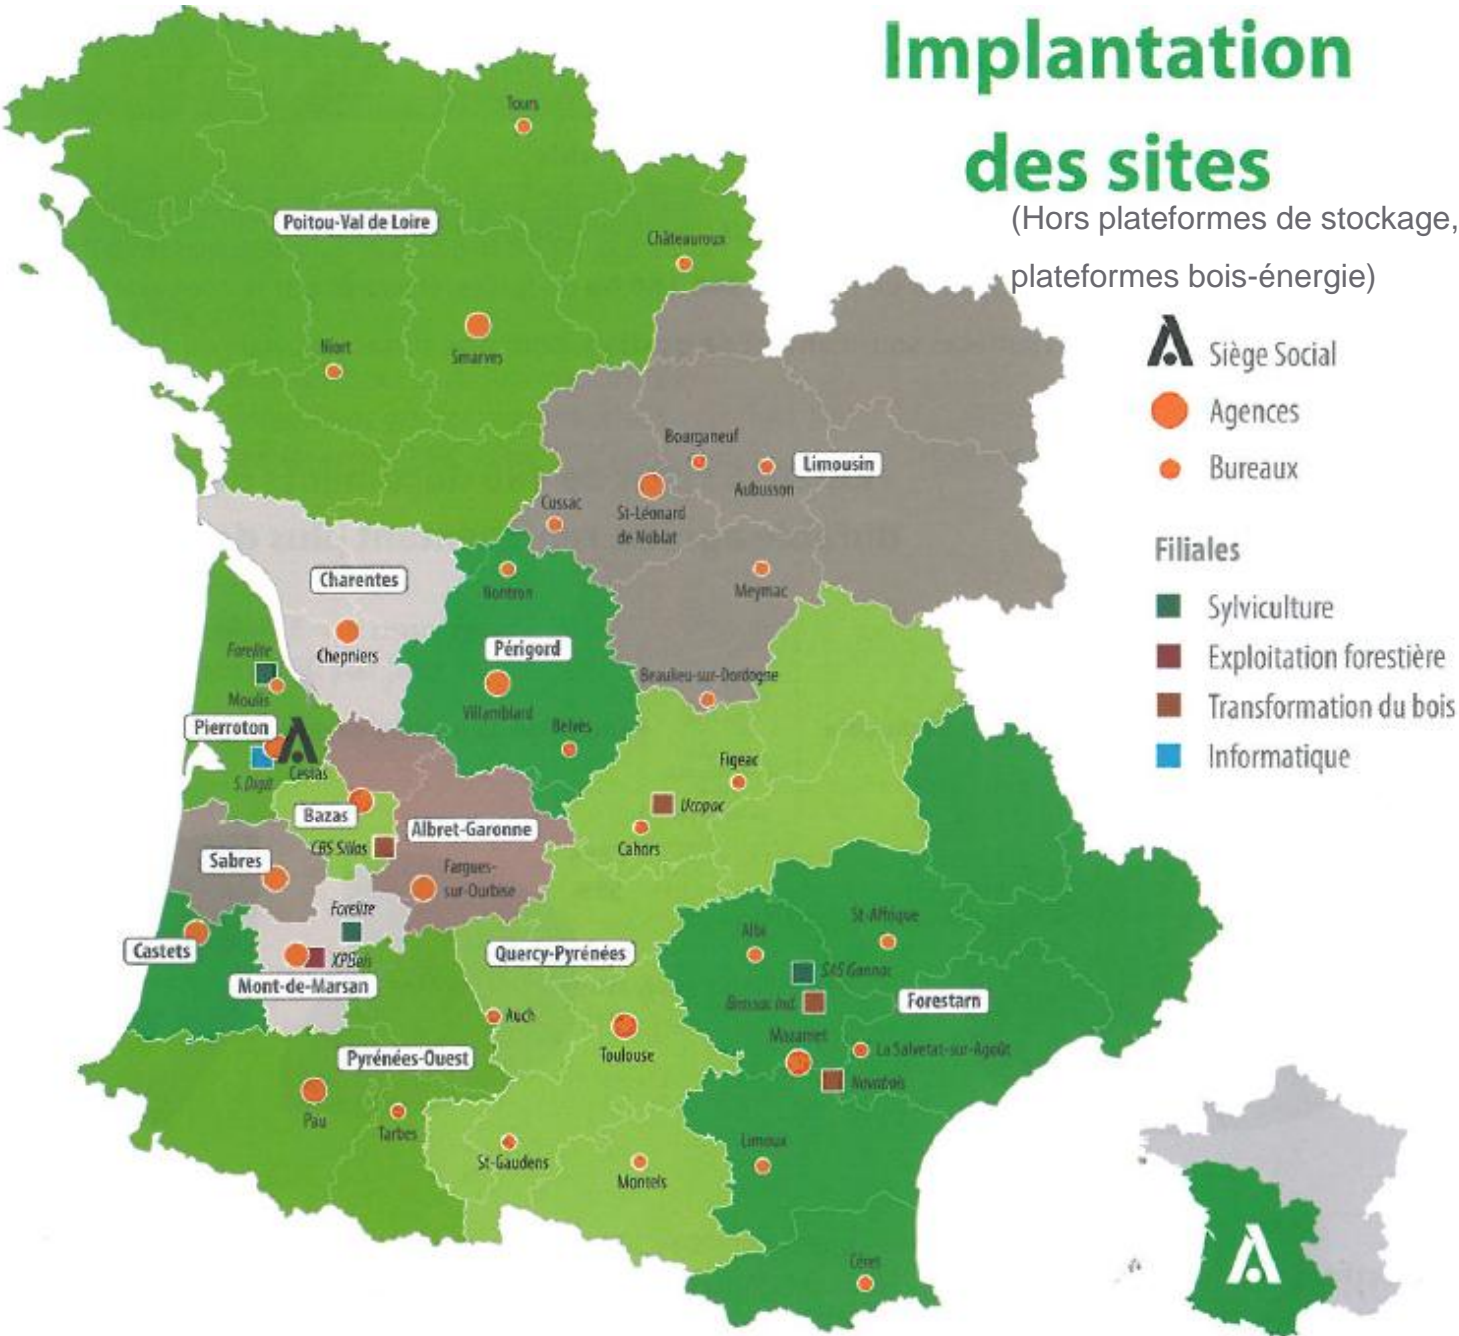 Implantation
des sites
(Hors plateformes de stockage,
plateformes bois-énergie)
Siège Social
Agences
Bureaux
Filiales
Sylviculture
Exploitation forestière
Transformation du bois
Informatique
Tours
Poitou-Val de Loire
Châteauroux
Niort
Smarves
Boarganeuf
Limousin
Aubusson
Cussac
St-Léonard
de Noblat
Meymac
Beaulieu-sur-Dordogne
Charentes
Chepniers
Nontron
Périgord
Villamblard
Belvès
Forelite
Moulis
Pierroton
Cestas
S.Digit
Bazas
CBS Sillas
Albret-Garonne
Fargues-
sur-Ourbise
Sabres
Figeac
Ucopac
Cahors
Forelite
Castets
XPBois
Mont-de-Marsan
Quercy-Pyrénées
Auch
Toulouse
Pyrénées-Ouest
Pau
Tarbes
St-Gaudens
Montels
Albi
St-Affrique
SAS Gannac
Forestarn
Mazamet
La Salvetat-sur-Agoût
Novabois
Limoux
Céret